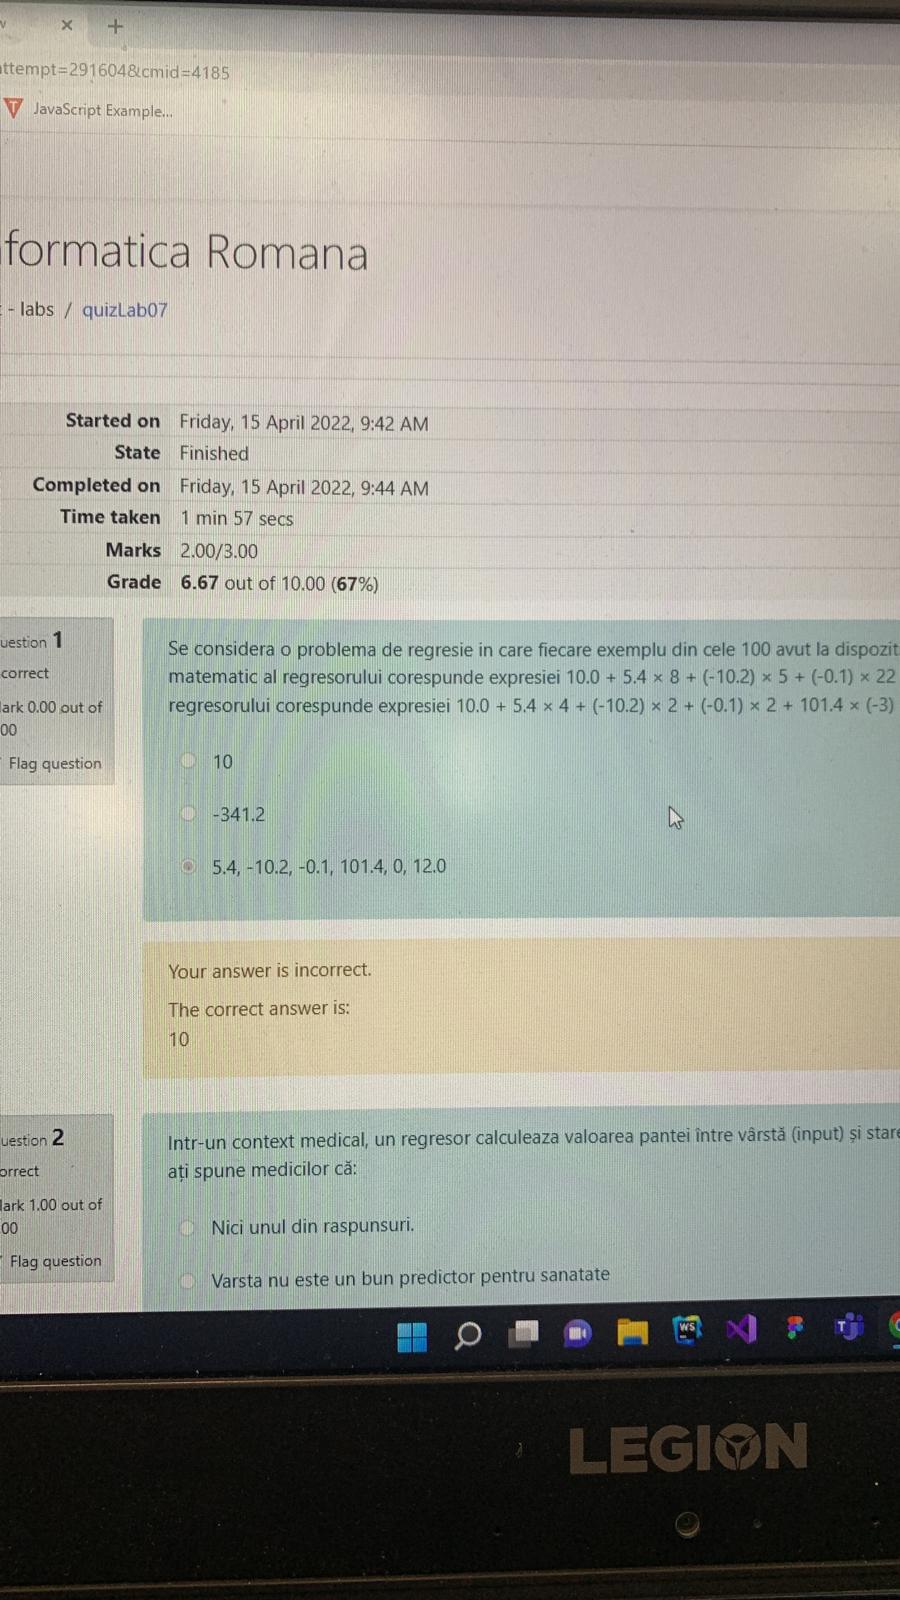 attempt=291604&cmid=4185
JavaScript Example...
formatica Romana
- labs / quizLab07
Started on Friday, 15 April 2022, 9:42 AM
State Finished
Completed on Friday, 15 April 2022, 9:44 AM
Time taken 1 min 57 secs
Marks 2.00/3.00
Grade 6.67 out of 10.00 (67%)
uestion 1
correct
ark 0.00 out of
00
Flag question
Se considera o problema de regresie in care fiecare exemplu din cele 100 avut la dispozit
matematic al regresorului corespunde expresiei 10.0 + 5.4 × 8 + (-10.2) × 5 + (-0.1) × 22
regresorului corespunde expresiei 10.0 + 5.4 × 4 + (-10.2) × 2 + (-0.1) × 2 + 101.4 × (-3)
10
-341.2
5.4, -10.2, -0.1, 101.4, 0, 12.0
Your answer is incorrect.
The correct answer is:
10
uestion 2
orrect
ark 1.00 out of
00
Flag question
Intr-un context medical, un regresor calculeaza valoarea pantei între vârstă (input) și stare
ați spune medicilor că:
Nici unul din raspunsuri.
Varsta nu este un bun predictor pentru sanatate
WS
LEGION